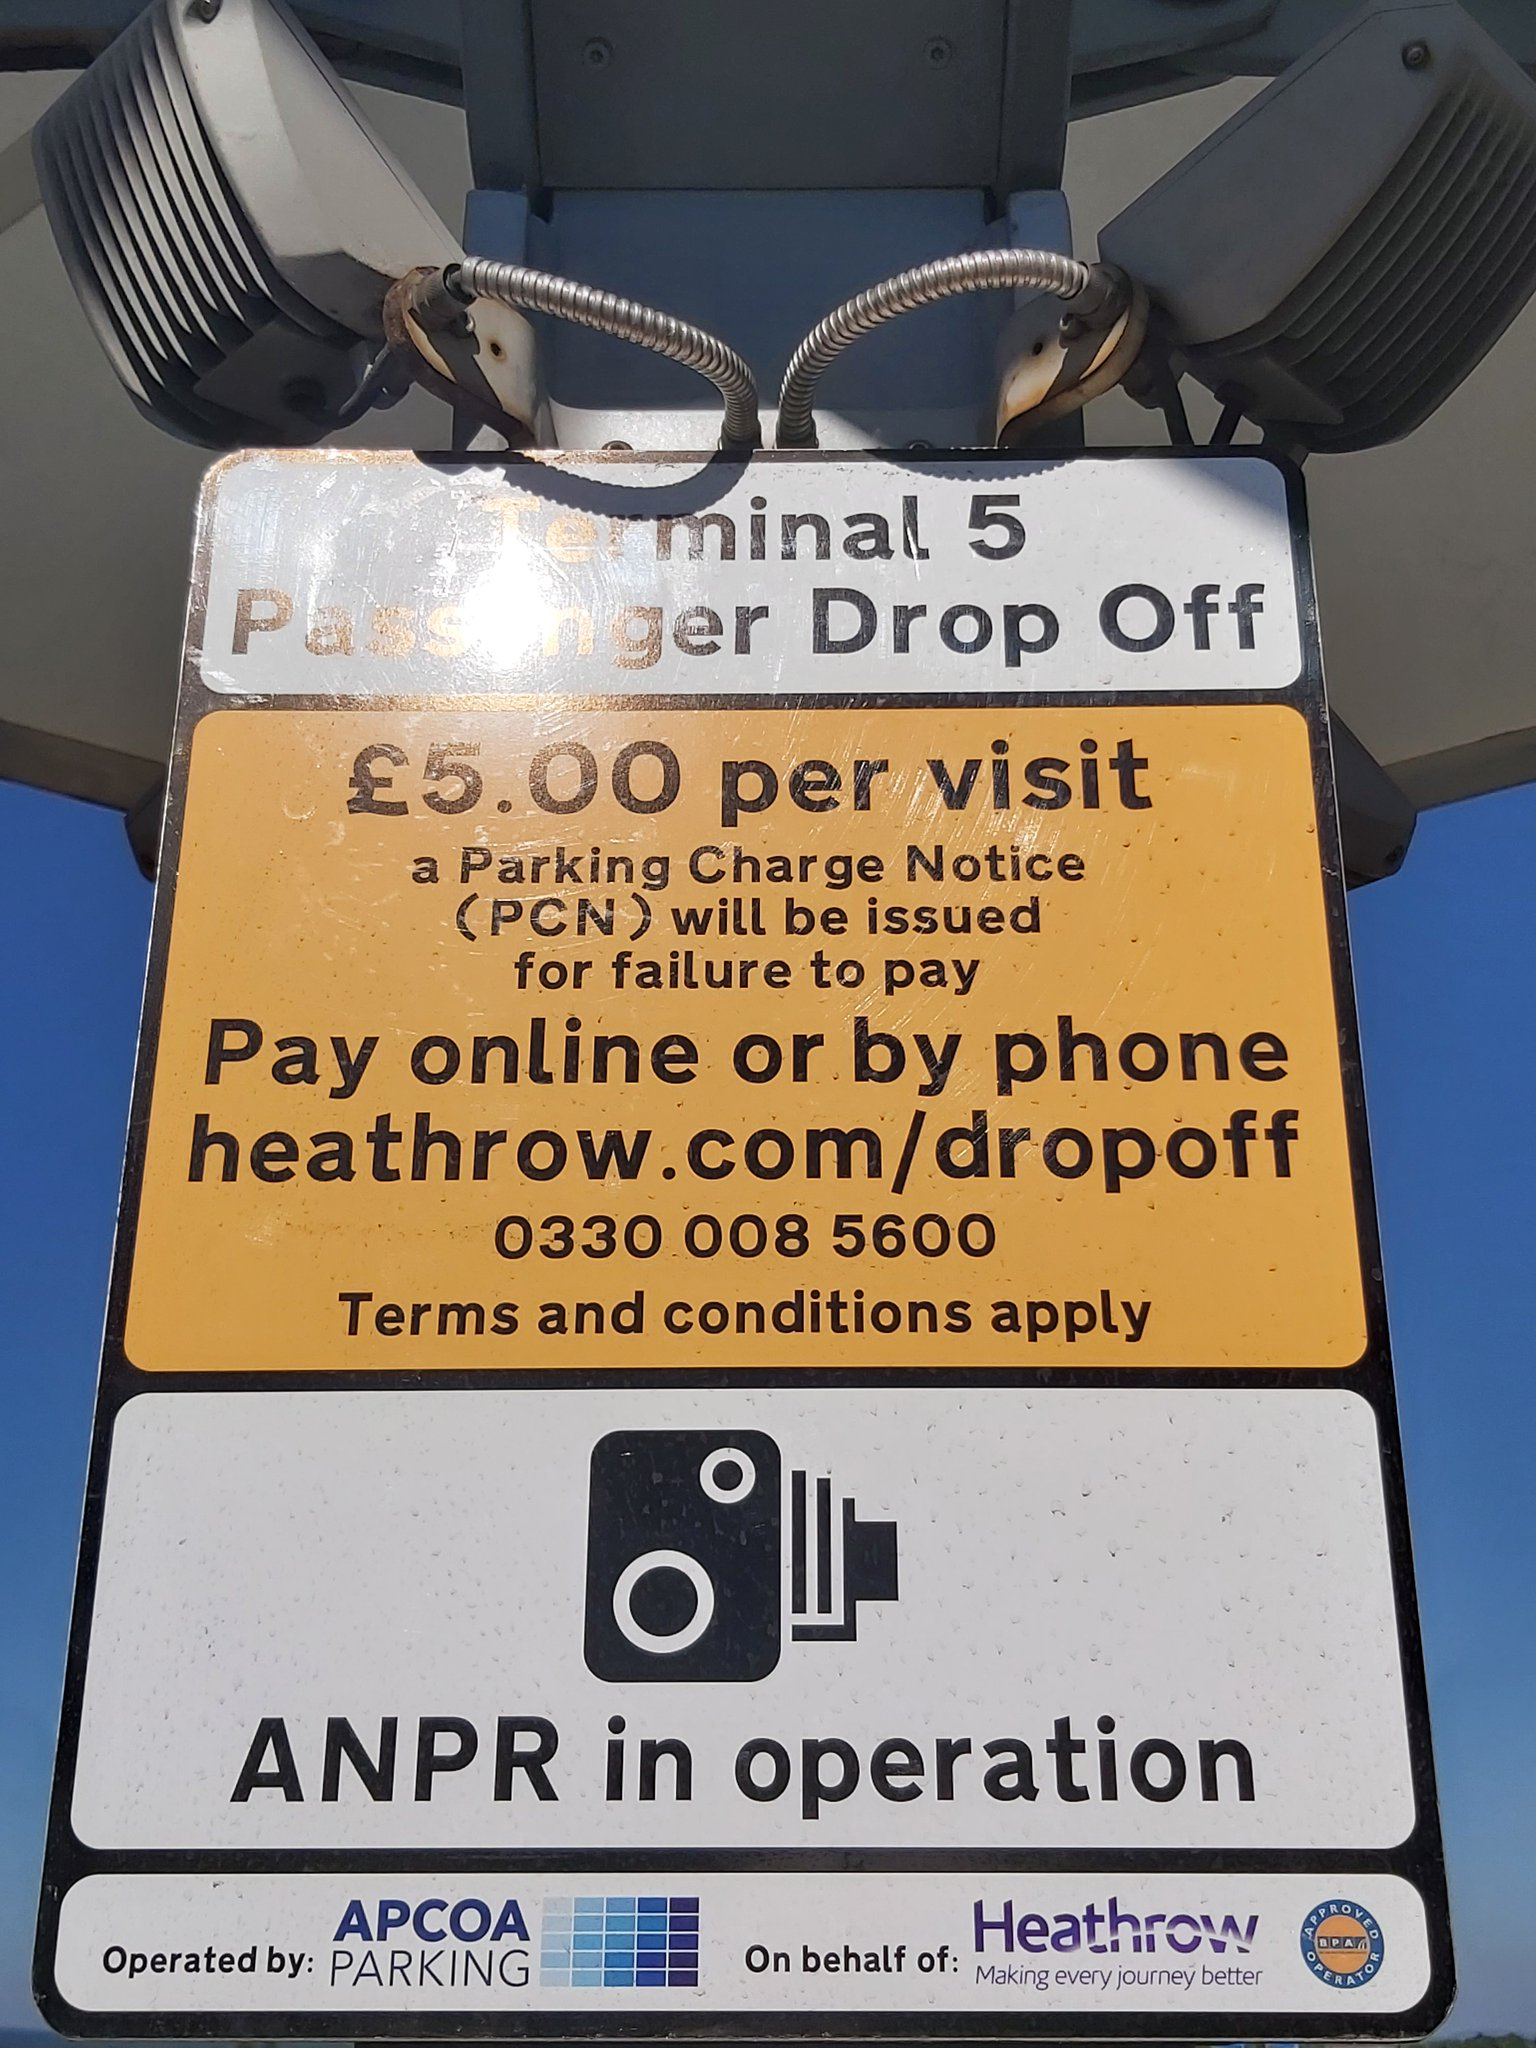 Terminal 5
Passenger Drop Off
£5.00 per visit
a Parking Charge Notice
(PCN) will be issued
for failure to pay
Pay online or by phone
heathrow.com/dropoff
0330 008 5600
Terms and conditions apply
ANPR in operation
Operated by: APCOA PARKING
On behalf of: Heathrow
Making every journey better
APPROVED
BPA
OPERATOR